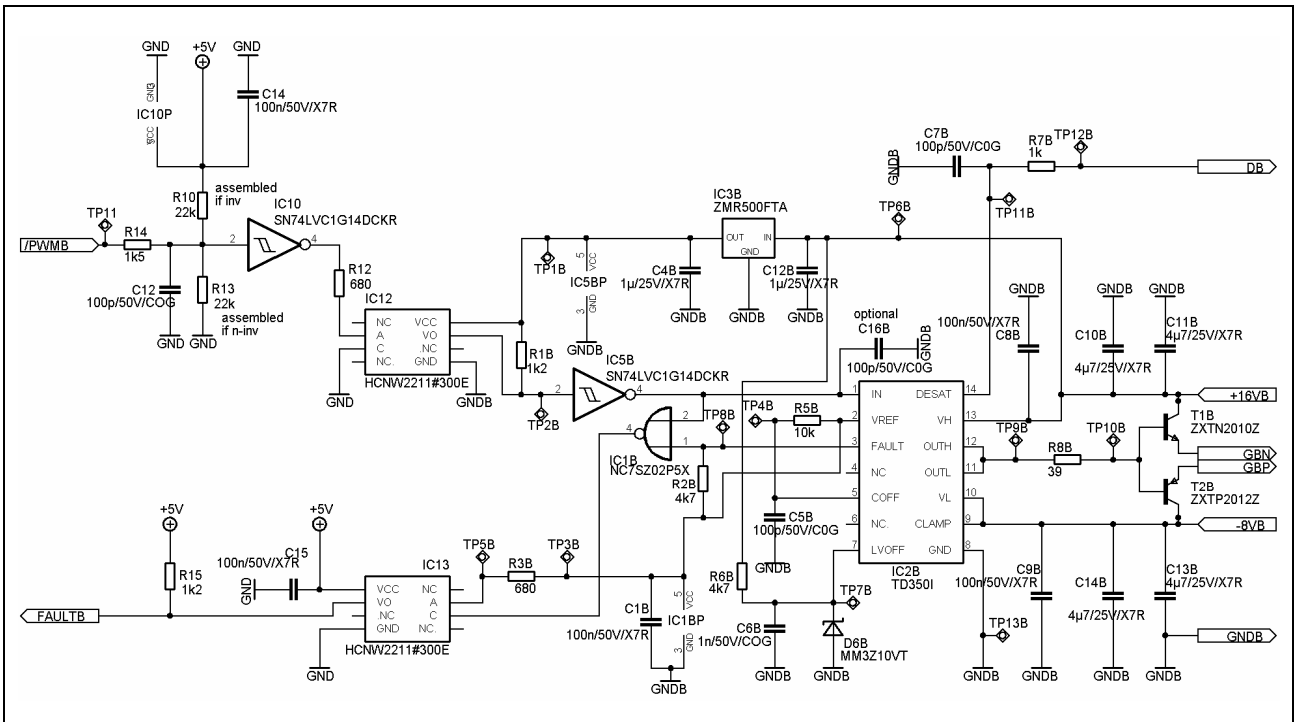 GND
+5V
GND
GND
IC10P
VCC
C14
100n/50V/X7R
R10
22k
assembled
if inv
IC10
SN74LVC1G14DCKR
TP11
/PWMB
R14
1k5
2
4
C12
100p/50V/COG
R13
22k
assembled
if n-inv
GND
GND
R12
680
IC12
NC
A
C
NC.
VCC
VO
NC
GND
HCNW2211#300E
GND
GNDB
TP1B
5
VCC
IC5BP
3
GND
GNDB
C4B
1µ/25V/X7R
GNDB
IC3B
ZMR500FTA
OUT
IN
GND
GNDB
C12B
1µ/25V/X7R
GNDB
TP6B
C7B
100p/50V/C0G
GNDB
R7B
1k
TP12B
DB
TP11B
R1B
1k2
TP2B
IC5B
SN74LVC1G14DCKR
4
optional
C16B
100p/50V/C0G
GNDB
GNDB
100n/50V/X7R
C8B
GNDB
C10B
4µ7/25V/X7R
GNDB
C11B
4µ7/25V/X7R
+16VB
4
2
1
IC1B
NC7SZ02P5X
TP8B
R2B
4k7
TP4B
R5B
10k
C5B
100p/50V/C0G
GNDB
1
IN
2
VREF
3
FAULT
4
NC
5
COFF
6
NC.
7
LVOFF
DESAT
14
VH
13
OUTH
12
OUTL
11
VL
10
CLAMP
9
GND
8
IC2B
TD350I
TP9B
R8B
39
TP10B
T1B
ZXTN2010Z
GBN
GBP
T2B
ZXTP2012Z
-8VB
+5V
R15
1k2
FAULTB
GND
100n/50V/X7R
C15
+5V
IC13
VCC
VO
.NC
GND
NC
A
C
NC.
HCNW2211#300E
GND
TP5B
R3B
680
TP3B
C1B
100n/50V/X7R
5
VCC
IC1BP
3
GND
GNDB
R6B
4k7
C6B
1n/50V/COG
GNDB
TP7B
D6B
MM3Z10VT
GNDB
TP13B
GNDB
C9B
100n/50V/X7R
GNDB
C14B
4µ7/25V/X7R
GNDB
C13B
4µ7/25V/X7R
GNDB
GNDB